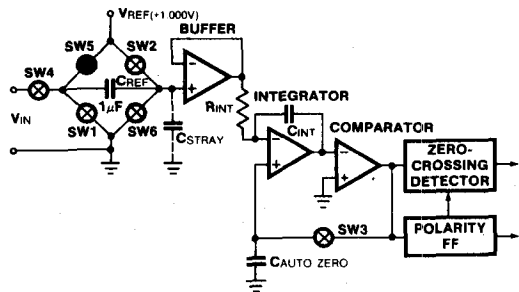 VREF(+1.000V)
BUFFER
SW5
SW2
SW4
CREF
1μF
VIN
SW1
SW6
CSTRAY
RINT
INTEGRATOR
CINT
COMPARATOR
ZERO-
CROSSING
DETECTOR
SW3
POLARITY
FF
CAUTO ZERO